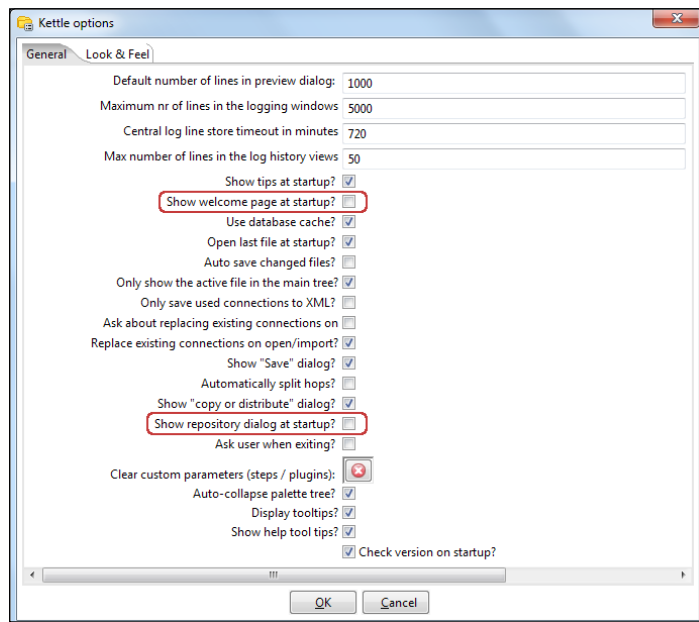 Kettle options
General Look & Feel
Default number of lines in preview dialog: 1000
Maximum nr of lines in the logging windows 5000
Central log line store timeout in minutes 720
Max number of lines in the log history views 50
Show tips at startup?
Show welcome page at startup?
Use database cache?
Open last file at startup?
Auto save changed files?
Only show the active file in the main tree?
Only save used connections to XML?
Ask about replacing existing connections on
Replace existing connections on open/import?
Show "Save" dialog?
Automatically split hops?
Show "copy or distribute" dialog?
Show repository dialog at startup?
Ask user when exiting?
Clear custom parameters (steps / plugins):
Auto-collapse palette tree?
Display tooltips?
Show help tool tips?
Check version on startup?
OK Cancel